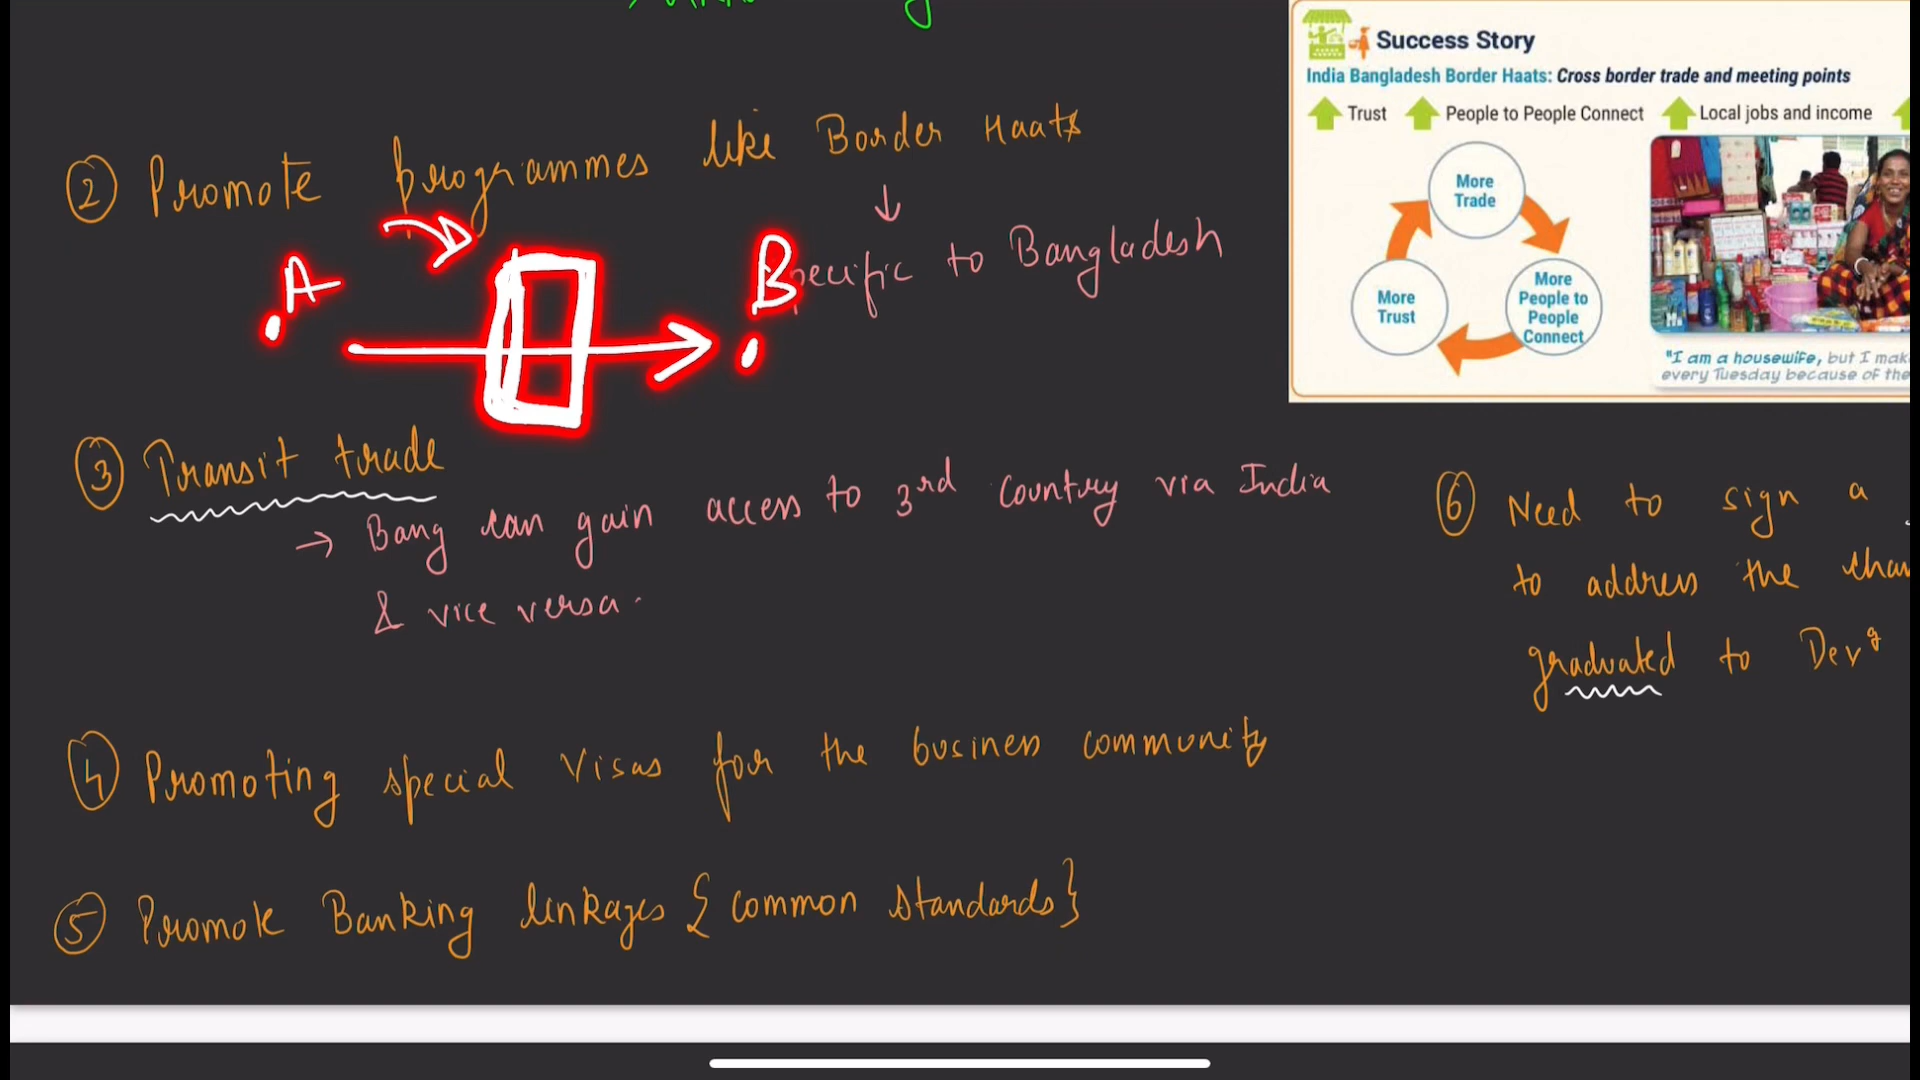 ② Promote programmes like Border Haats
↓
Specific to Bangladesh
A
B
③ Transit trade
→ Bang can gain access to 3rd Country via India
& vice versa.
④ Promoting special Visas for the business community
⑤ Promote Banking linkages {common standards}
Success Story
India Bangladesh Border Haats: Cross border trade and meeting points
Trust People to People Connect Local jobs and income
More
Trade
More
People to
People
Connect
More
Trust
"I am a housewife, but I mak
every Tuesday because of the
⑥ Need to sign a
to address the
graduated to Devg